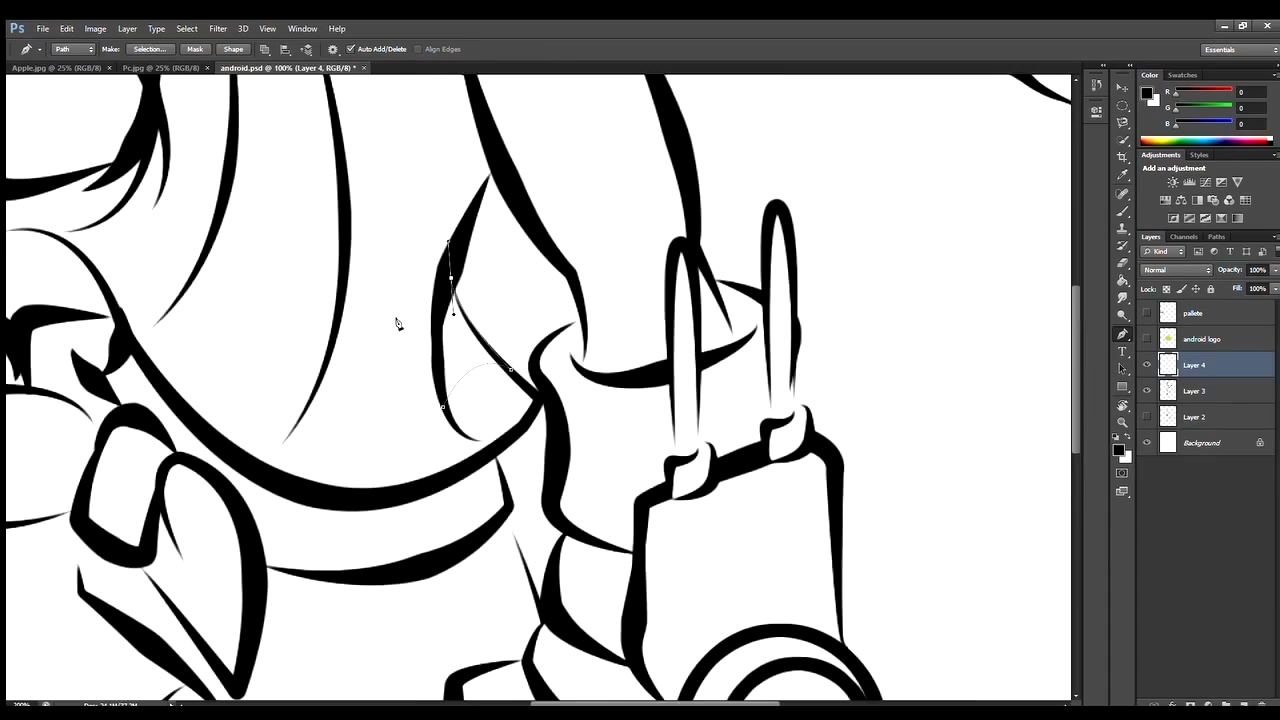 Ps File Edit Image Layer Type Select Filter 3D View Window Help
Path Make: Selection... Mask Shape Auto Add/Delete Align Edges Essentials
Apple.jpg @ 25% (RGB/8) × Pc.jpg @ 25% (RGB/8) × android.psd @ 100% (Layer 4, RGB/8) * ×
Color Swatches
R 0
G 0
B 0
Adjustments Styles
Add an adjustment
Layers Channels Paths
Kind
Normal Opacity: 100%
Lock: Fill: 100%
pallete
android logo
Layer 4
Layer 3
Layer 2
Background